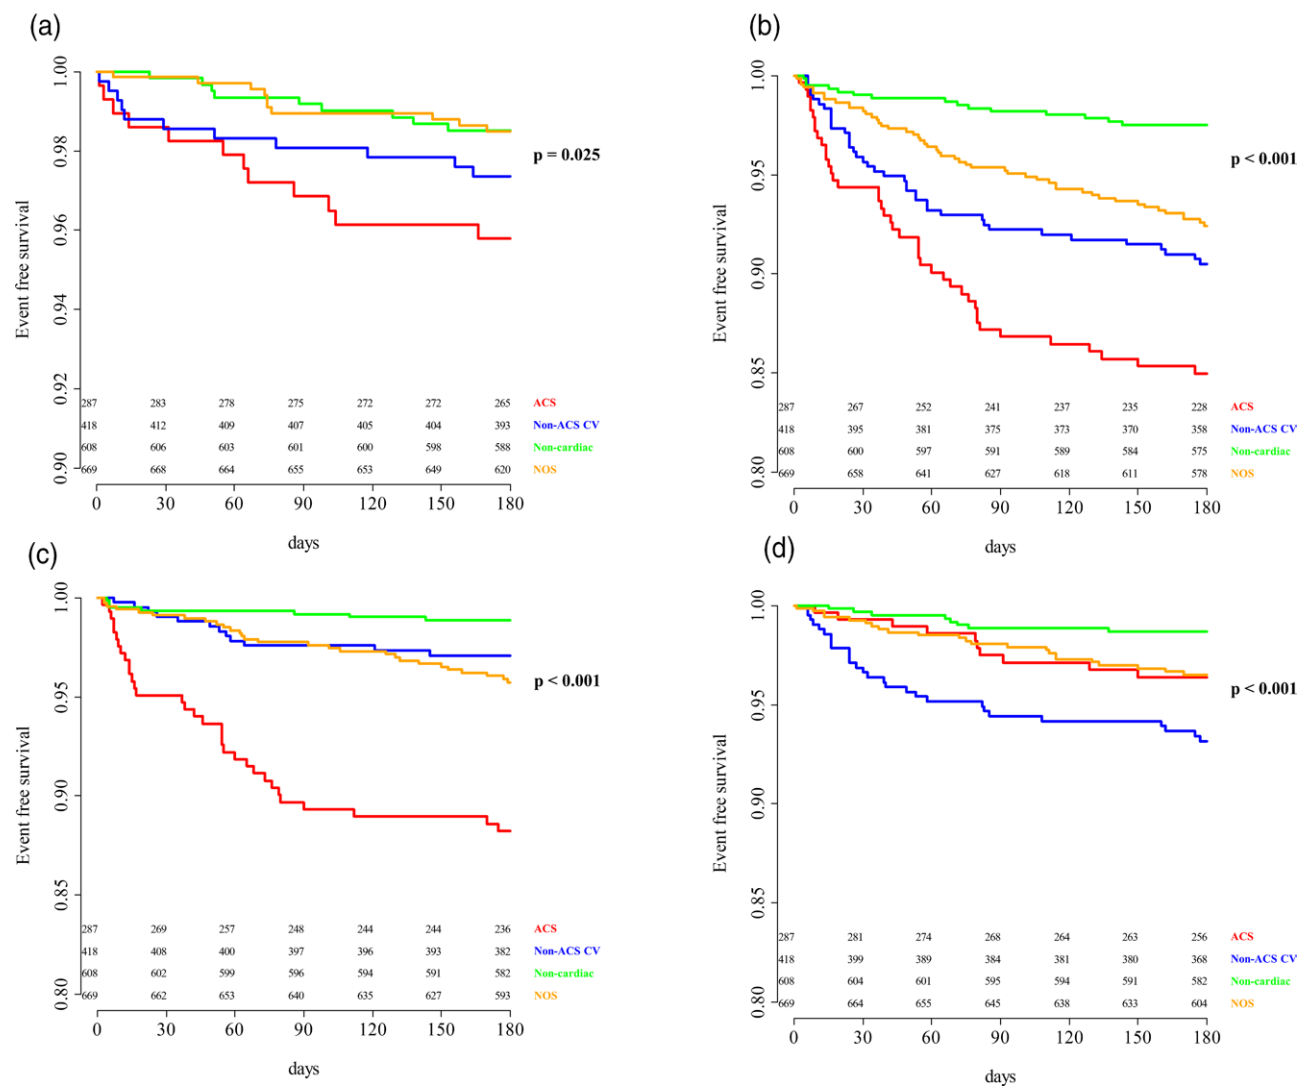 (a)
1.00
0.98
0.96
0.94
0.92
0.90
Event free survival
p = 0.025
287 283 278 275 272 272 265 ACS
418 412 409 407 405 404 393 Non-ACS CV
608 606 603 601 600 598 588 Non-cardiac
669 668 664 655 653 649 620 NOS
0 30 60 90 120 150 180
days
(b)
1.00
0.95
0.90
0.85
0.80
Event free survival
p < 0.001
287 267 252 241 237 235 228 ACS
418 395 381 375 373 370 358 Non-ACS CV
608 600 597 591 589 584 575 Non-cardiac
669 658 641 627 618 611 578 NOS
0 30 60 90 120 150 180
days
(c)
1.00
0.95
0.90
0.85
0.80
Event free survival
p < 0.001
287 269 257 248 244 244 236 ACS
418 408 400 397 396 393 382 Non-ACS CV
608 602 599 596 594 591 582 Non-cardiac
669 662 653 640 635 627 593 NOS
0 30 60 90 120 150 180
days
(d)
1.00
0.95
0.90
0.85
0.80
Event free survival
p < 0.001
287 281 274 268 264 263 256 ACS
418 399 389 384 381 380 368 Non-ACS CV
608 604 601 595 594 591 582 Non-cardiac
669 664 655 645 638 633 604 NOS
0 30 60 90 120 150 180
days